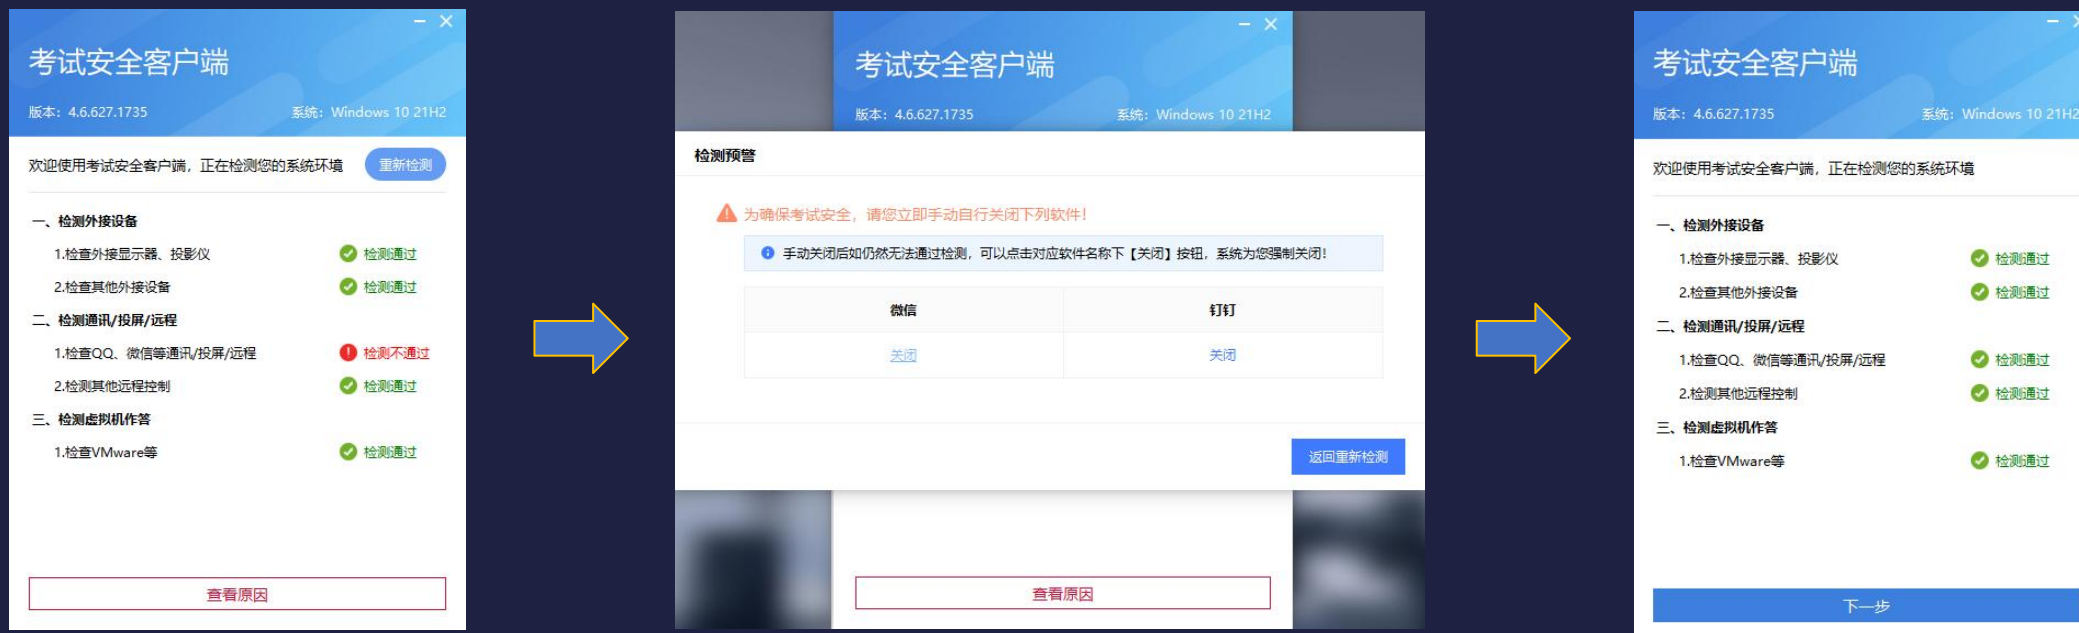 考试安全客户端
版本：4.6.627.1735 系统：Windows 10 21H2
欢迎使用考试安全客户端，正在检测您的系统环境 重新检测
一、检测外接设备
1.检查外接显示器、投影仪 检测通过
2.检查其他外接设备 检测通过
二、检测通讯/投屏/远程
1.检查QQ、微信等通讯/投屏/远程 检测不通过
2.检测其他远程控制 检测通过
三、检测虚拟机作答
1.检查VMware等 检测通过
查看原因
考试安全客户端
版本：4.6.627.1735 系统：Windows 10 21H2
检测预警
为确保考试安全，请您立即手动自行关闭下列软件！
手动关闭后如仍然无法通过检测，可以点击对应软件名称下【关闭】按钮，系统为您强制关闭！
微信 钉钉
关闭 关闭
返回重新检测
查看原因
考试安全客户端
版本：4.6.627.1735 系统：Windows 10 21H2
欢迎使用考试安全客户端，正在检测您的系统环境
一、检测外接设备
1.检查外接显示器、投影仪 检测通过
2.检查其他外接设备 检测通过
二、检测通讯/投屏/远程
1.检查QQ、微信等通讯/投屏/远程 检测通过
2.检测其他远程控制 检测通过
三、检测虚拟机作答
1.检查VMware等 检测通过
下一步